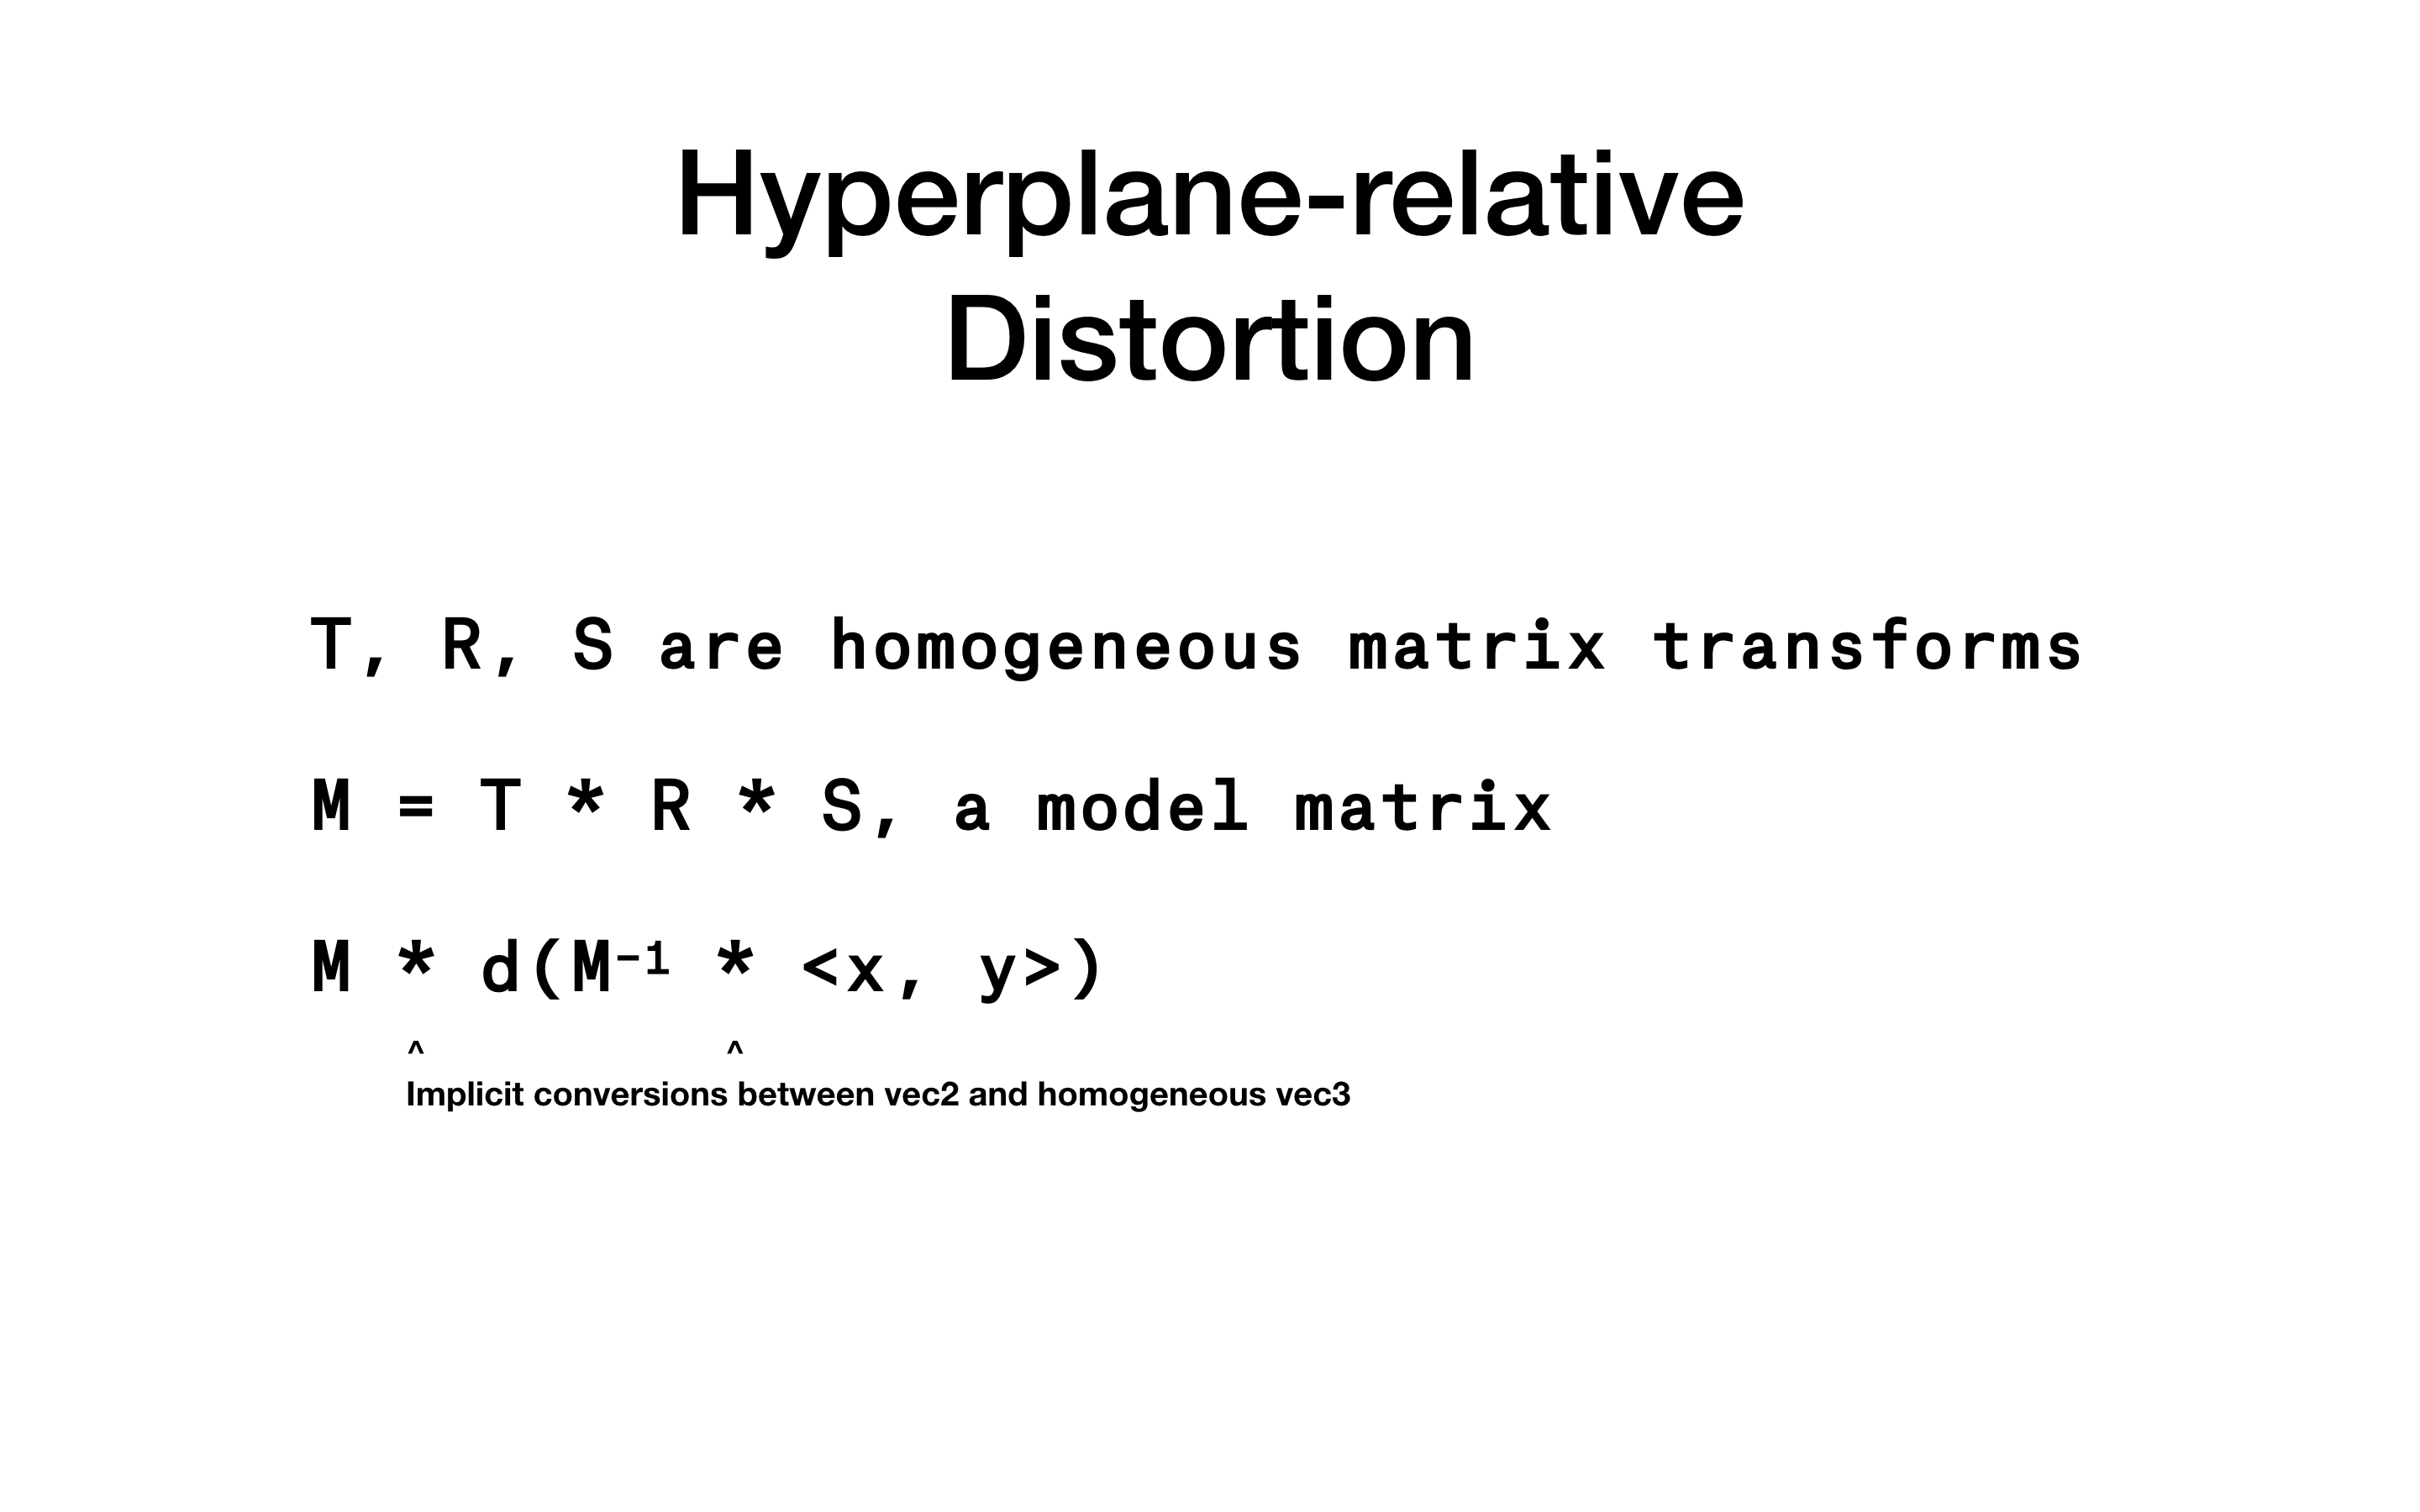 Hyperplane-relative
Distortion
T, R, S are homogeneous matrix transforms
M = T * R * S, a model matrix
M * d(M⁻¹ * <x, y>)
^ ^
Implicit conversions between vec2 and homogeneous vec3